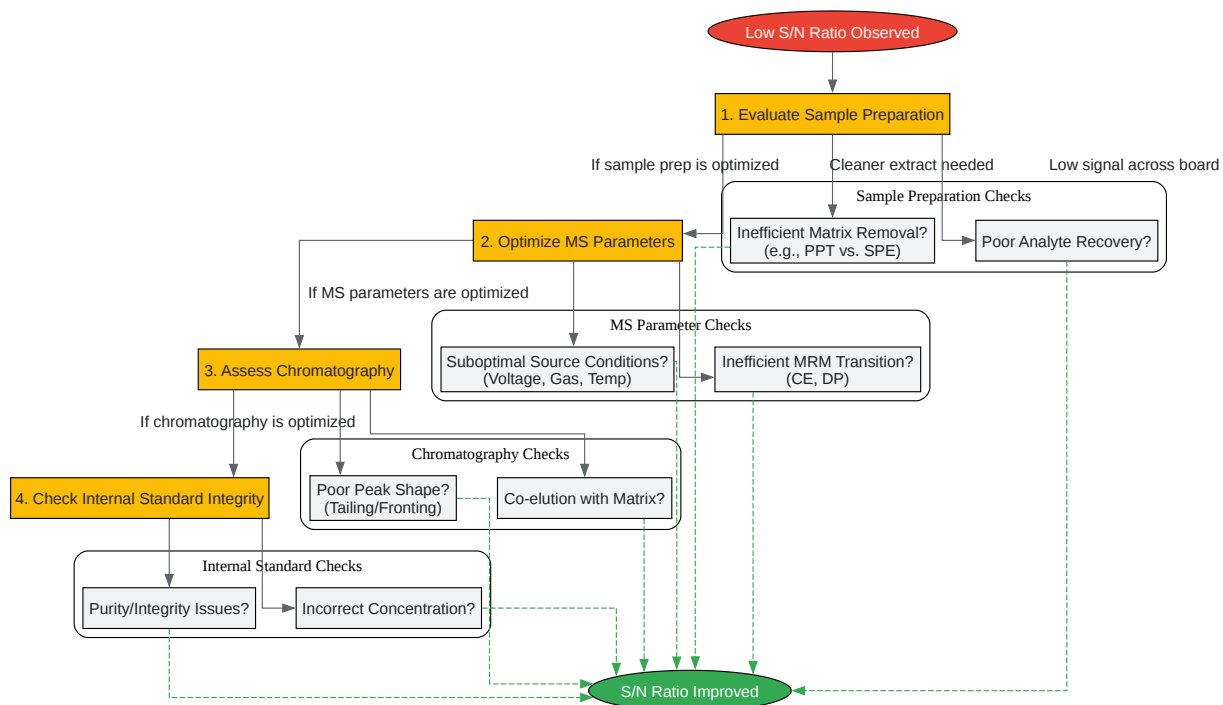 Low S/N Ratio Observed
1. Evaluate Sample Preparation
If sample prep is optimized
Cleaner extract needed
Low signal across board
Sample Preparation Checks
Inefficient Matrix Removal?
(e.g., PPT vs. SPE)
Poor Analyte Recovery?
2. Optimize MS Parameters
If MS parameters are optimized
MS Parameter Checks
Suboptimal Source Conditions?
(Voltage, Gas, Temp)
Inefficient MRM Transition?
(CE, DP)
3. Assess Chromatography
If chromatography is optimized
Chromatography Checks
Poor Peak Shape?
(Tailing/Fronting)
Co-elution with Matrix?
4. Check Internal Standard Integrity
Internal Standard Checks
Purity/Integrity Issues?
Incorrect Concentration?
S/N Ratio Improved